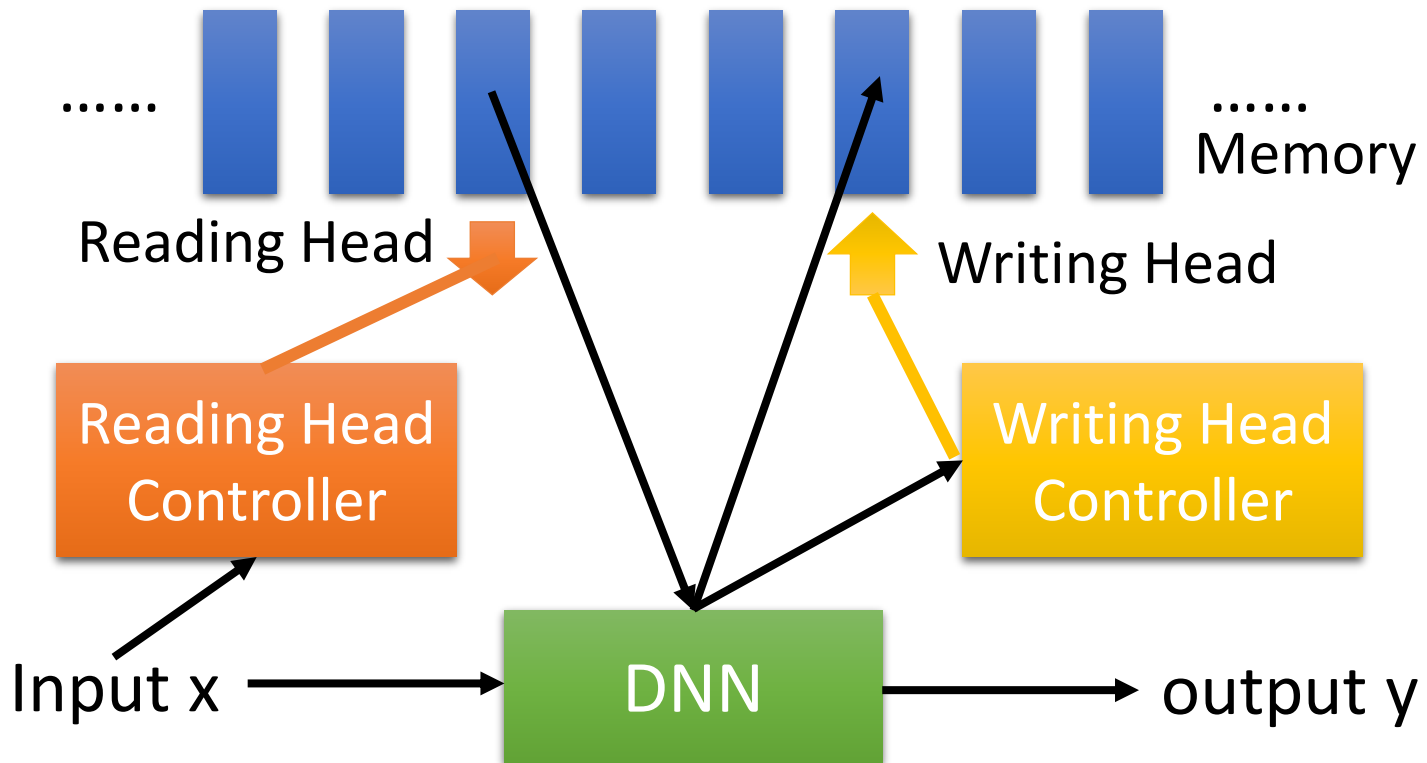 …… ……
Memory
Reading Head
Writing Head
Reading Head
Controller
Writing Head
Controller
Input x
DNN
output y